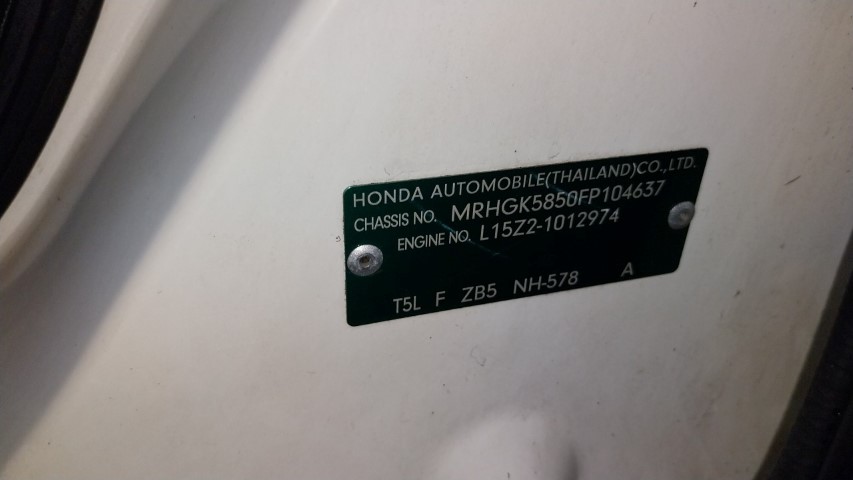 HONDA AUTOMOBILE(THAILAND)CO.,LTD.
CHASSIS NO. MRHGK5850FP104637
ENGINE NO. L15Z2-1012974
T5L F ZB5 NH-578 A